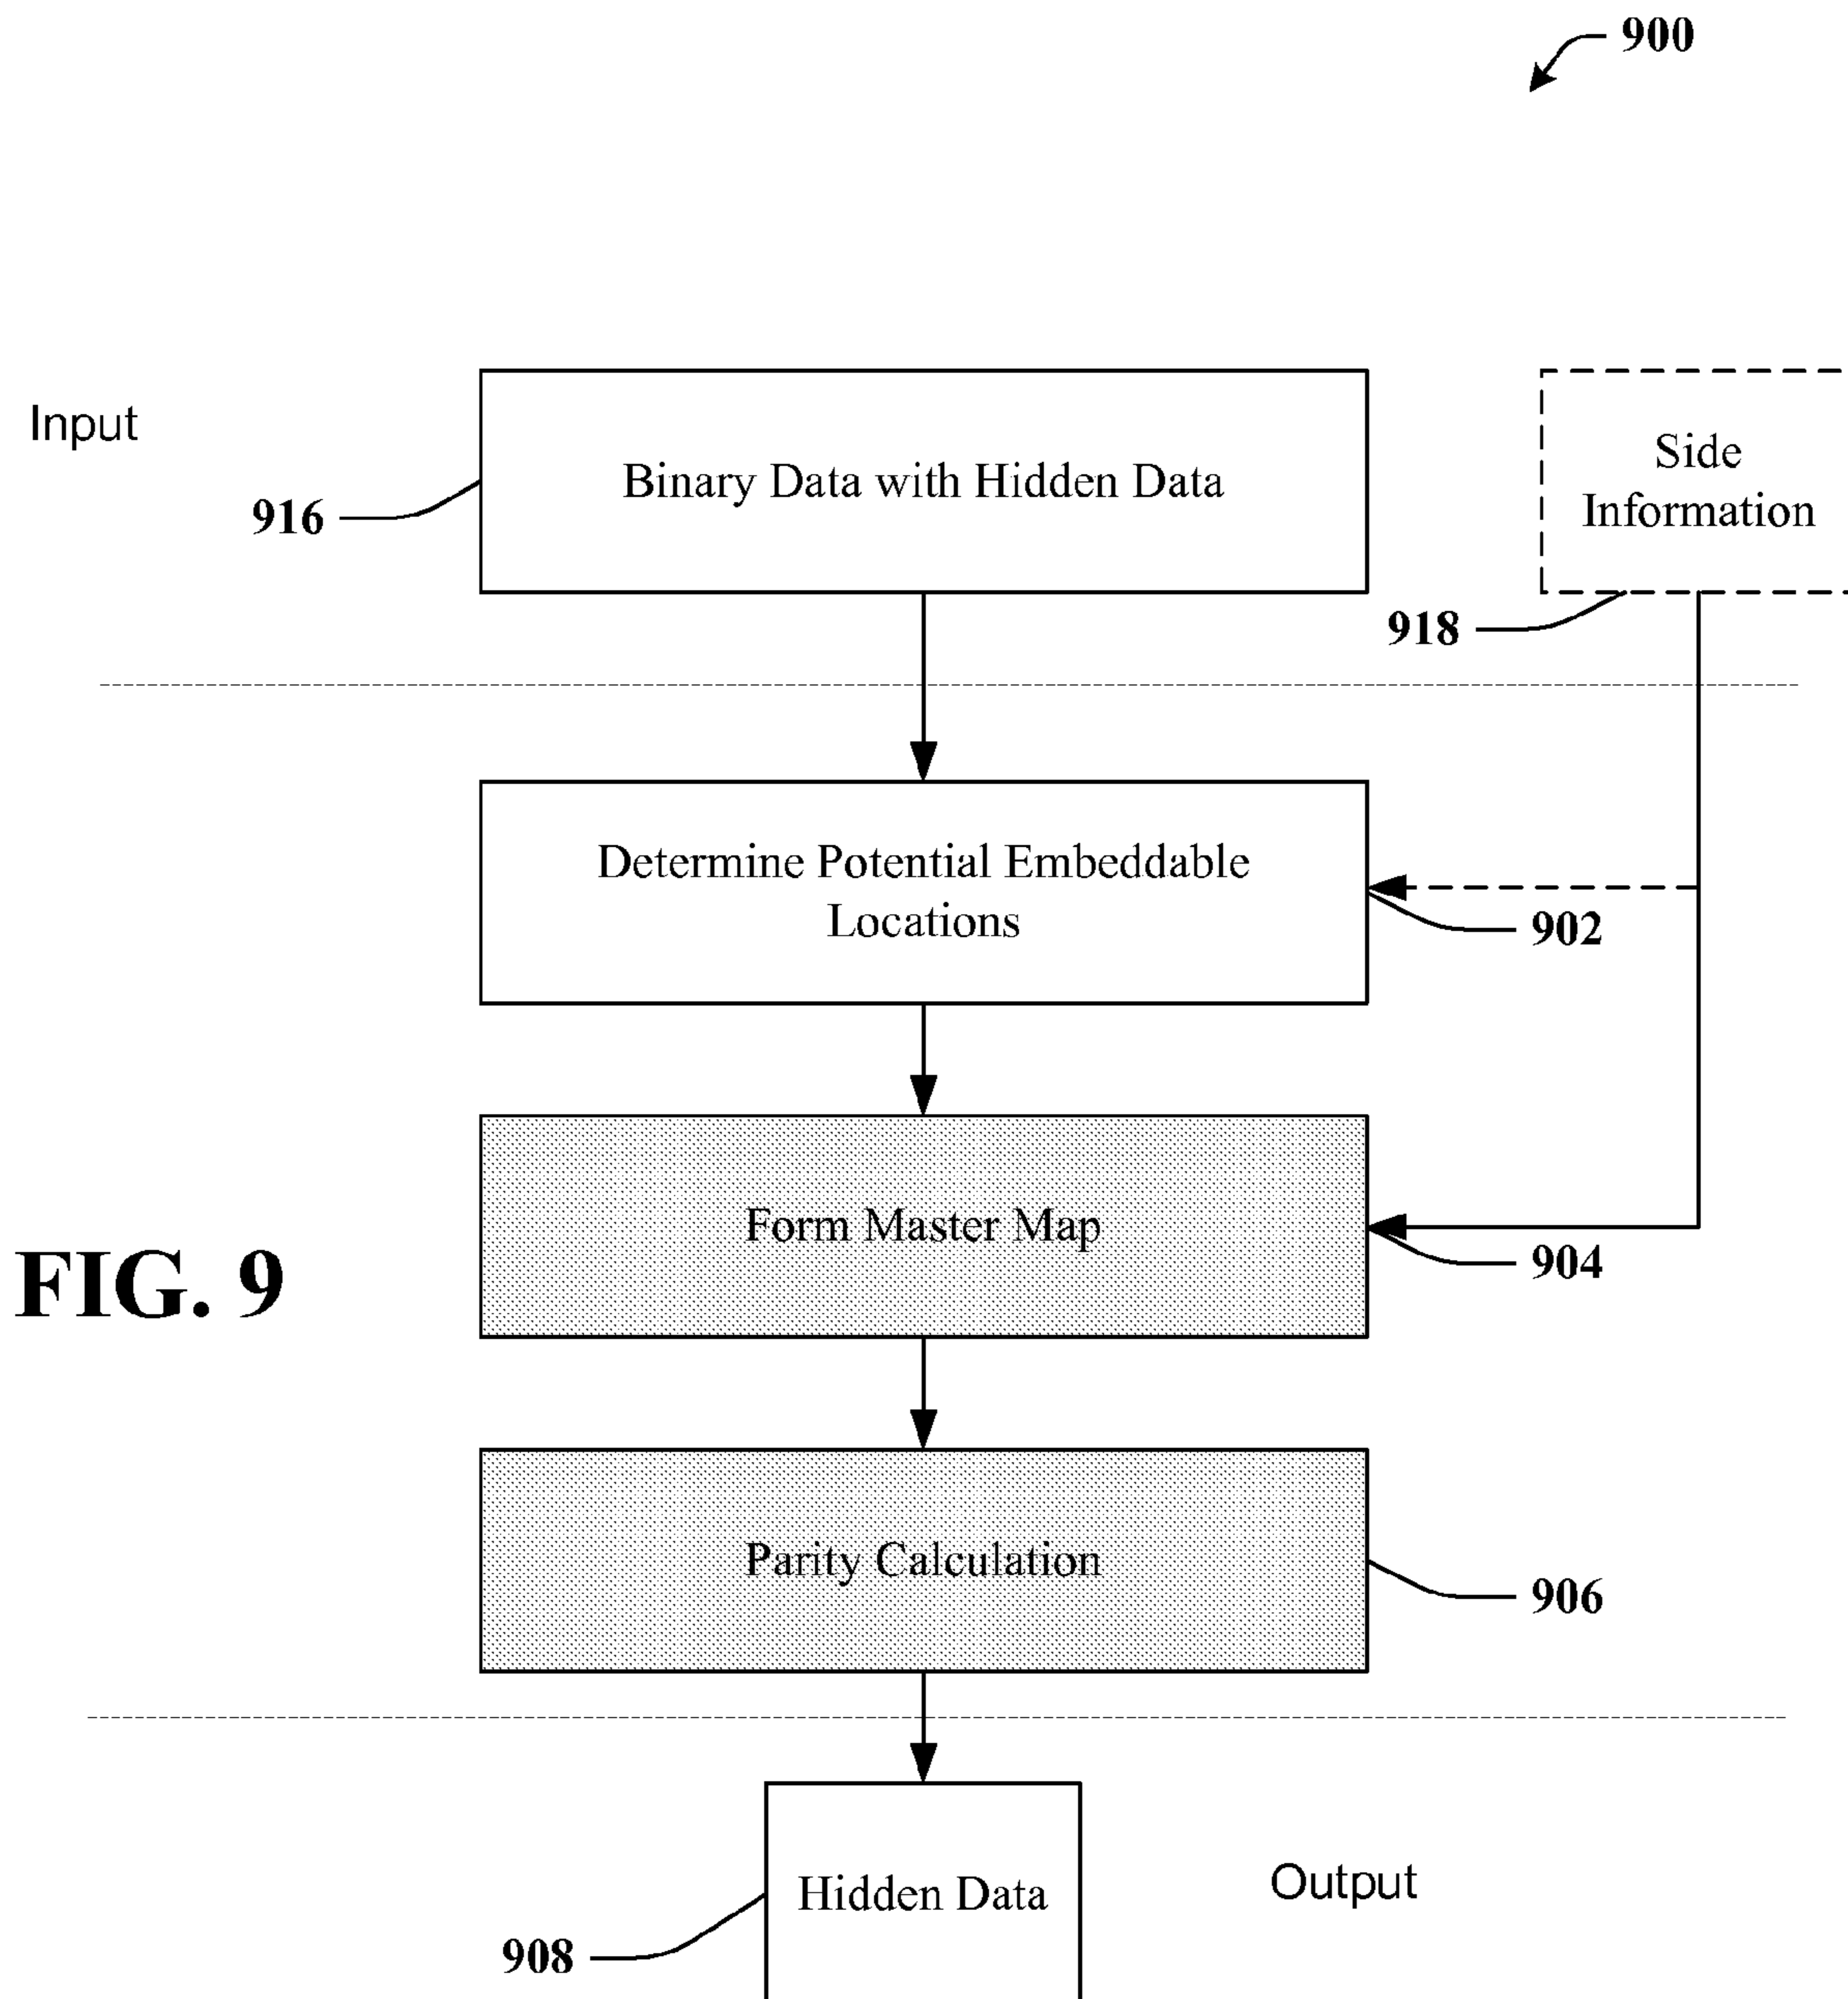 900
Input
Binary Data with Hidden Data
Side
Information
916
918
Determine Potential Embeddable
Locations
902
Form Master Map
904
FIG. 9
Parity Calculation
906
Hidden Data
Output
908